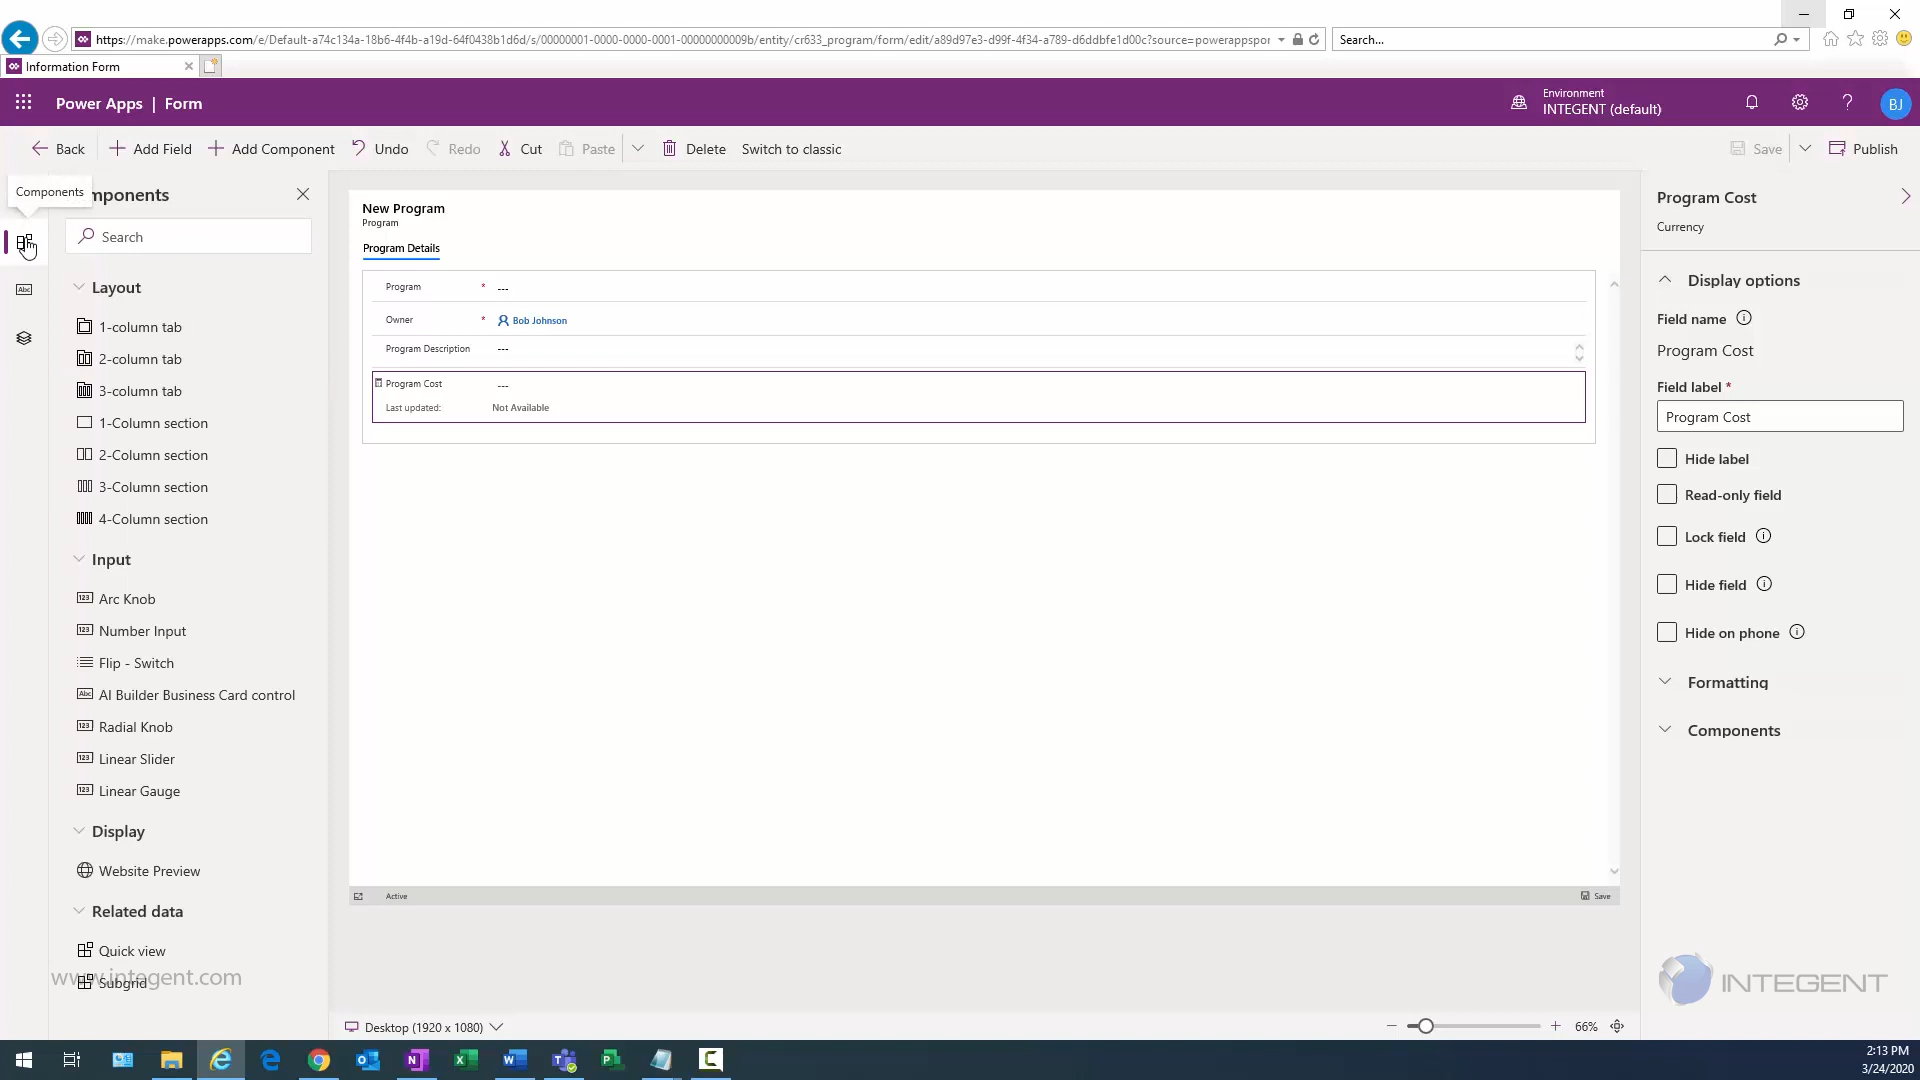 https://make.powerapps.com/e/Default-a74c134a-18b6-4f4b-a19d-64f0438b1d6d/s/00000001-0000-0000-0001-00000000009b/entity/cr633_program/form/edit/a89d97e3-d99f-4f34-a789-d6ddbfe1d00c?source=powerappspor
Search...
Information Form
Power Apps | Form
Environment
INTEGENT (default)
BJ
Back
Add Field
Add Component
Undo
Redo
Cut
Paste
Delete
Switch to classic
Save
Publish
Components
mponents
Search
Layout
1-column tab
2-column tab
3-column tab
1-Column section
2-Column section
3-Column section
4-Column section
Input
Arc Knob
Number Input
Flip - Switch
AI Builder Business Card control
Radial Knob
Linear Slider
Linear Gauge
Display
Website Preview
Related data
Quick view
Subgrid
www.integent.com
New Program
Program
Program Details
Program * ---
Owner * Bob Johnson
Program Description ---
Program Cost ---
Last updated: Not Available
Active
Save
Desktop (1920 x 1080)
66%
Program Cost
Currency
Display options
Field name
Program Cost
Field label *
Program Cost
Hide label
Read-only field
Lock field
Hide field
Hide on phone
Formatting
Components
INTEGENT
2:13 PM
3/24/2020